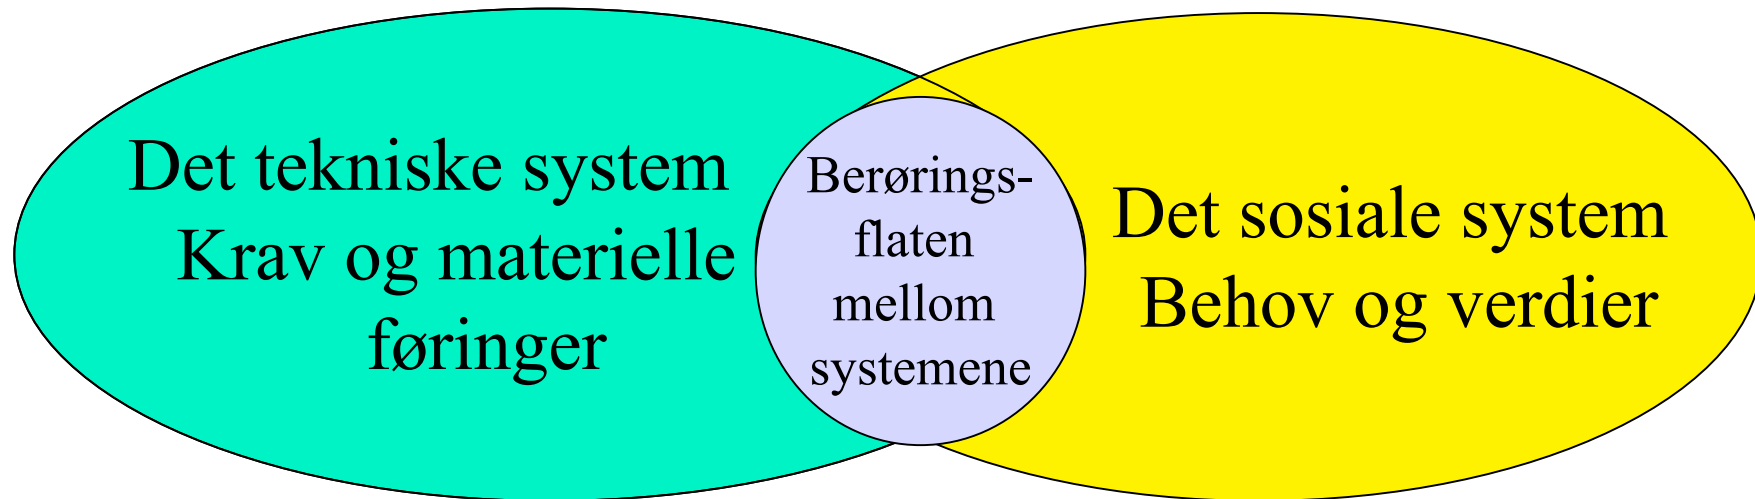 Det tekniske system
Krav og materielle
føringer
Berørings-
flaten
mellom
systemene
Det sosiale system
Behov og verdier